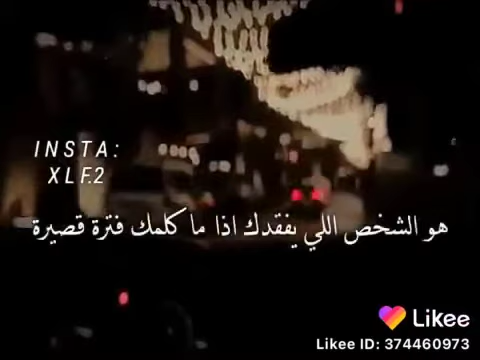 INSTA:
XLF.2
هو الشخص اللي يفقدك اذا ما كلمك فترة قصيرة
Likee
Likee ID: 374460973